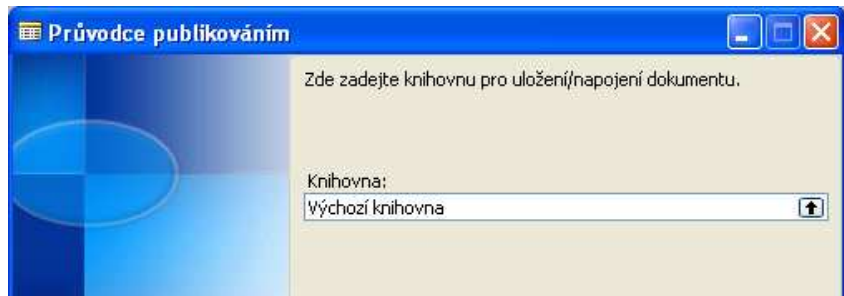 Průvodce publikováním
Zde zadejte knihovnu pro uložení/napojení dokumentu.
Knihovna:
Výchozí knihovna